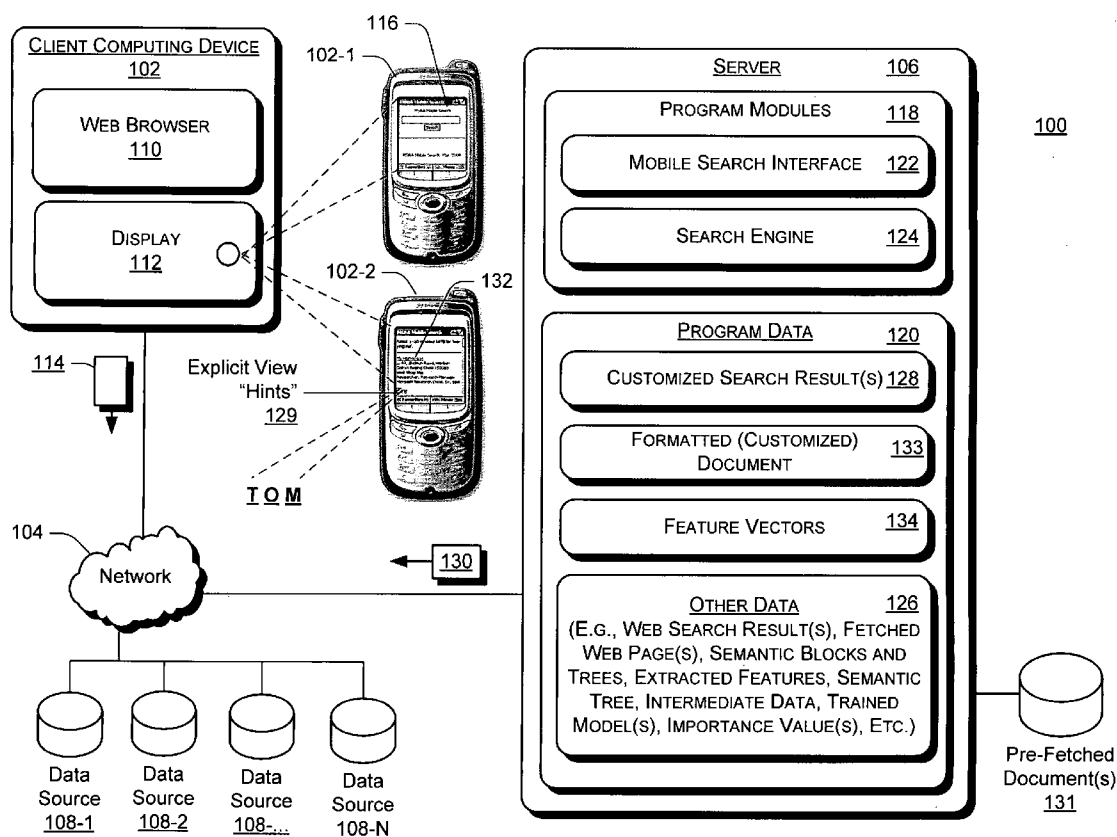 CLIENT COMPUTING DEVICE
102
WEB BROWSER
110
DISPLAY
112
114
116
102-1
102-2
132
Explicit View
"Hints"
129
T O M
104
Network
130
Data
Source
108-1
Data
Source
108-2
Data
Source
108-...
Data
Source
108-N
SERVER 106
PROGRAM MODULES 118
MOBILE SEARCH INTERFACE 122
SEARCH ENGINE 124
PROGRAM DATA 120
CUSTOMIZED SEARCH RESULT(S) 128
FORMATTED (CUSTOMIZED)
DOCUMENT 133
FEATURE VECTORS 134
OTHER DATA 126
(E.G., WEB SEARCH RESULT(S), FETCHED
WEB PAGE(S), SEMANTIC BLOCKS AND
TREES, EXTRACTED FEATURES, SEMANTIC
TREE, INTERMEDIATE DATA, TRAINED
MODEL(S), IMPORTANCE VALUE(S), ETC.)
100
Pre-Fetched
Document(s)
131